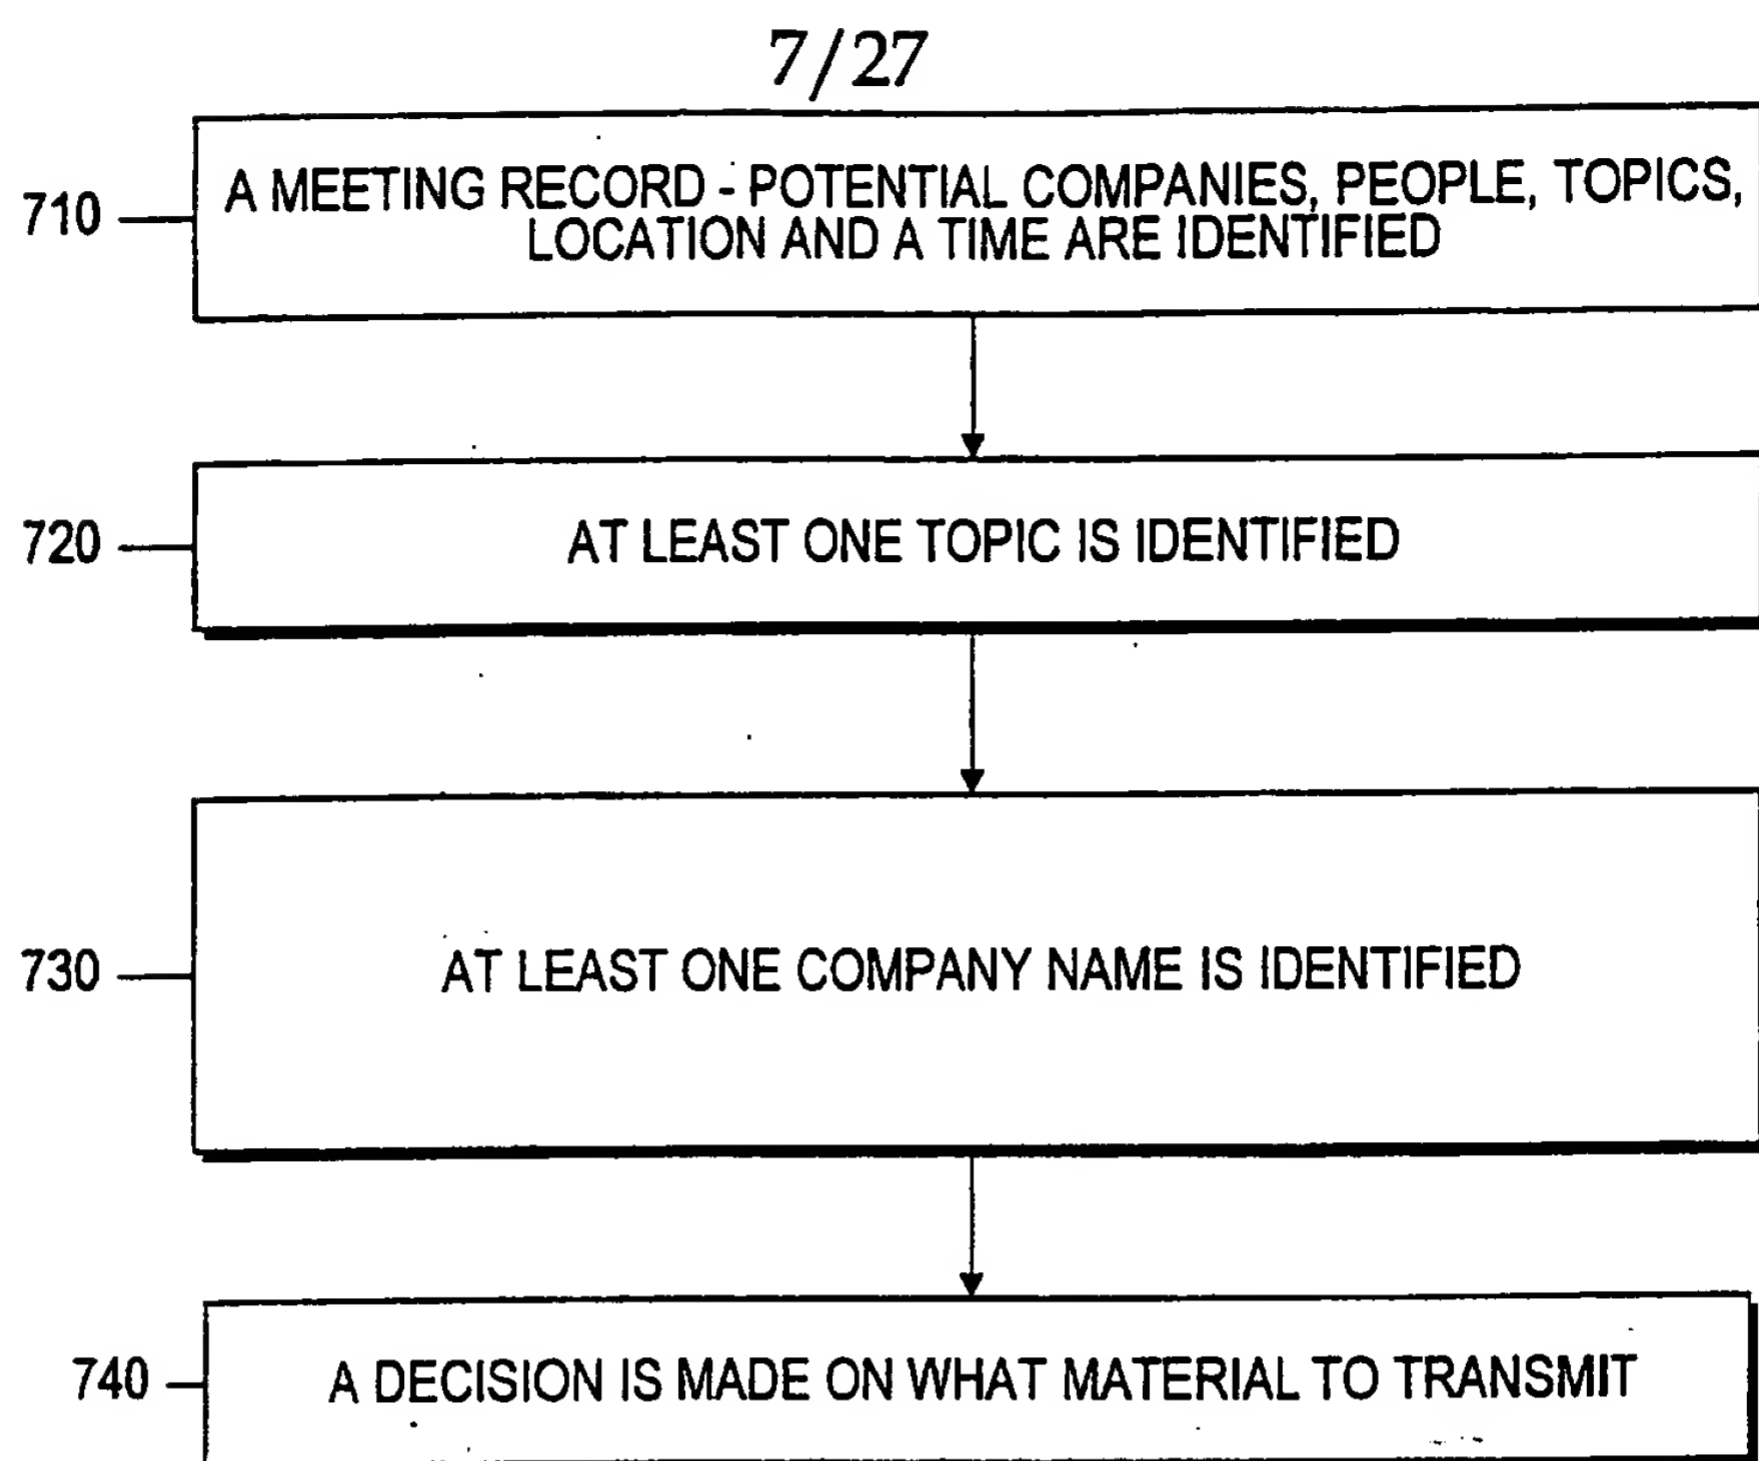 7/27
710
A MEETING RECORD - POTENTIAL COMPANIES, PEOPLE, TOPICS,
LOCATION AND A TIME ARE IDENTIFIED
720
AT LEAST ONE TOPIC IS IDENTIFIED
730
AT LEAST ONE COMPANY NAME IS IDENTIFIED
740
A DECISION IS MADE ON WHAT MATERIAL TO TRANSMIT